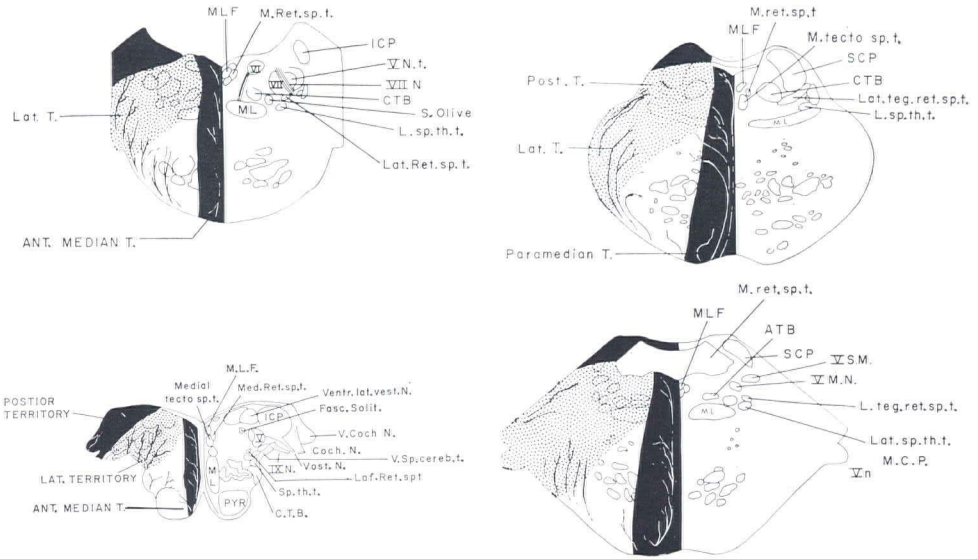 MLF
M.Ret.sp.t.
ICP
V N.t.
VII N
CTB
S.Olive
L.sp.th.t.
Lat.Ret.sp.t.
VI
VII
ML
Lat.T.
ANT. MEDIAN T.
M.ret.sp.t
MLF
M.tecto sp.t.
SCP
CTB
Lat.teg.ret.sp.t.
L.sp.th.t.
ML
Post. T.
Lat.T.
Paramedian T.
M.L.F.
Medial
tecto sp.t.
Med.Ret.sp.t.
Ventr.lat.vest.N.
Fasc.Solit.
ICP
V
V.Coch N.
Coch.N.
Vost.N.
V.Sp.cereb.t.
IX N.
Laf.Ret.spt
Sp.th.t.
C.T.B.
M
L
PYR
POSTIOR
TERRITORY
LAT. TERRITORY
ANT. MEDIAN T.
M.ret.sp.t.
MLF
ATB
SCP
V S.M.
V M.N.
L.teg.ret.sp.t.
Lat.sp.th.t.
M.C.P.
V n
ML